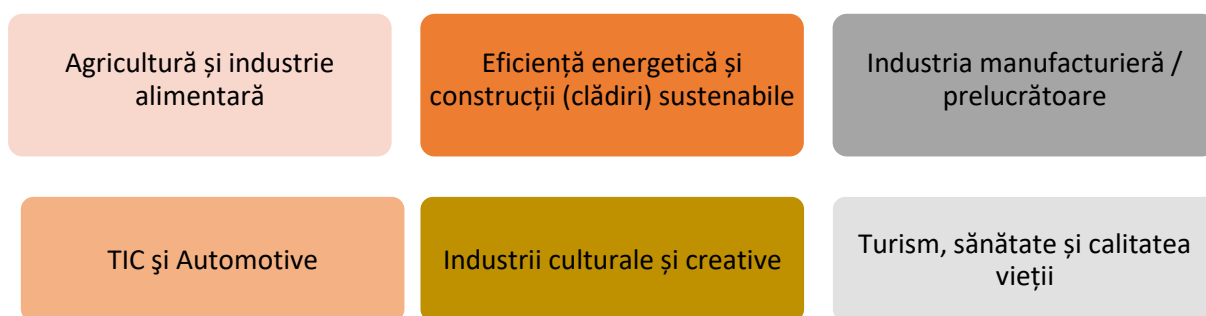 Agricultură și industrie
alimentară
Eficiență energetică și
construcții (clădiri) sustenabile
Industria manufacturieră /
prelucrătoare
TIC şi Automotive
Industrii culturale și creative
Turism, sănătate și calitatea
vieții